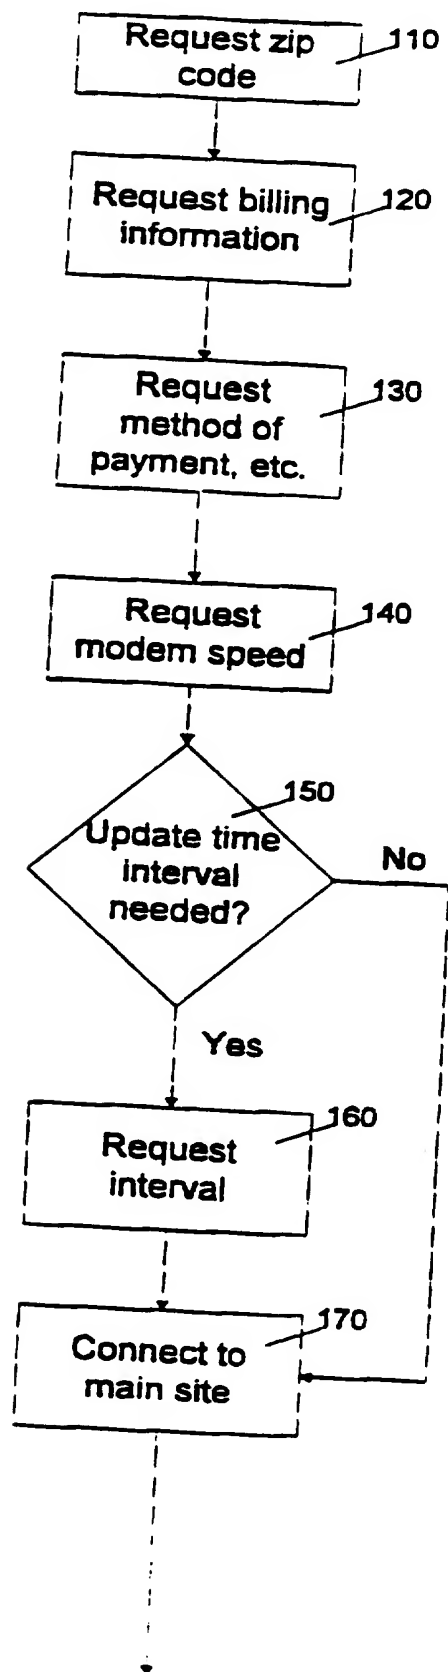 Request zip
code
110
Request billing
information
120
Request
method of
payment, etc.
130
Request
modem speed
140
Update time
interval
needed?
150
No
Yes
Request
interval
160
Connect to
main site
170